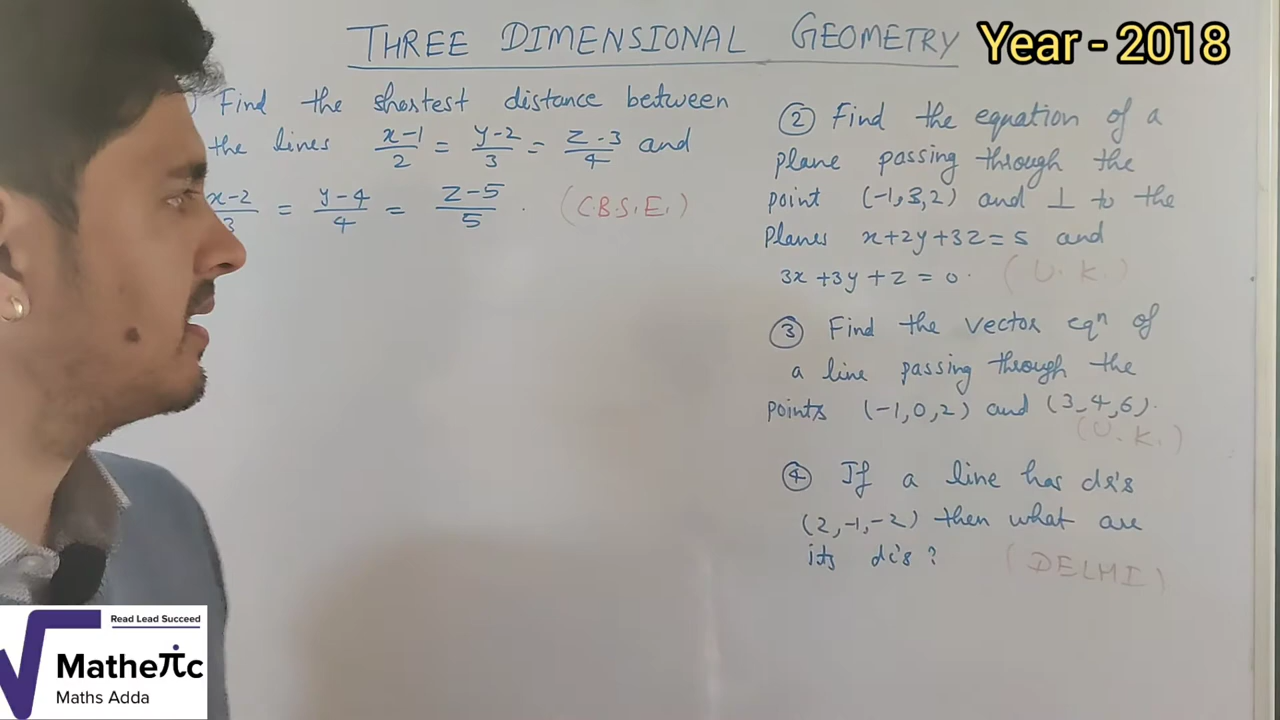 THREE DIMENSIONAL GEOMETRY Year - 2018
) Find the shortest distance between
the lines x-1/2 = y-2/3 = z-3/4 and
x-2/3 = y-4/4 = z-5/5 . (C.B.S.E.)
② Find the equation of a
plane passing through the
point (-1,3,2) and ⊥ to the
Planes x+2y+3z=5 and
3x+3y+z=0. (U.K.)
③ Find the vector eqⁿ of
a line passing through the
points (-1,0,2) and (3,4,6).
(U.K.)
④ If a line has dr's
(2,-1,-2) then what are
its dc's? (DELHI)
Read Lead Succeed
Matheπc
Maths Adda